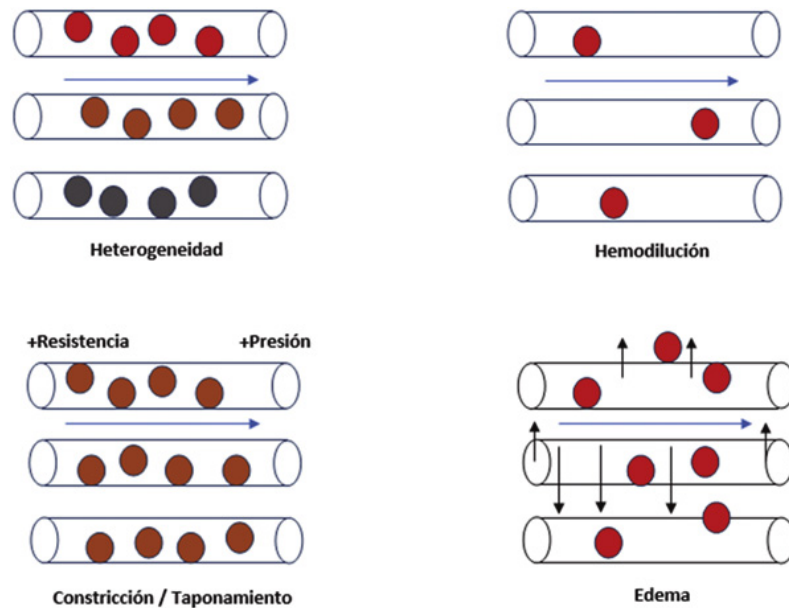 Heterogeneidad
Hemodilución
+Resistencia
+Presión
Constricción / Taponamiento
Edema